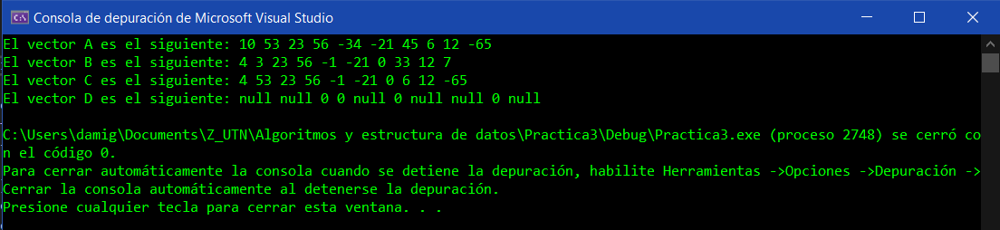 Consola de depuración de Microsoft Visual Studio
El vector A es el siguiente: 10 53 23 56 -34 -21 45 6 12 -65
El vector B es el siguiente: 4 3 23 56 -1 -21 0 33 12 7
El vector C es el siguiente: 4 53 23 56 -1 -21 0 6 12 -65
El vector D es el siguiente: null null 0 0 null 0 null null 0 null
C:\Users\damig\Documents\Z_UTN\Algoritmos y estructura de datos\Practica3\Debug\Practica3.exe (proceso 2748) se cerró co
n el código 0.
Para cerrar automáticamente la consola cuando se detiene la depuración, habilite Herramientas ->Opciones ->Depuración ->
Cerrar la consola automáticamente al detenerse la depuración.
Presione cualquier tecla para cerrar esta ventana. . .